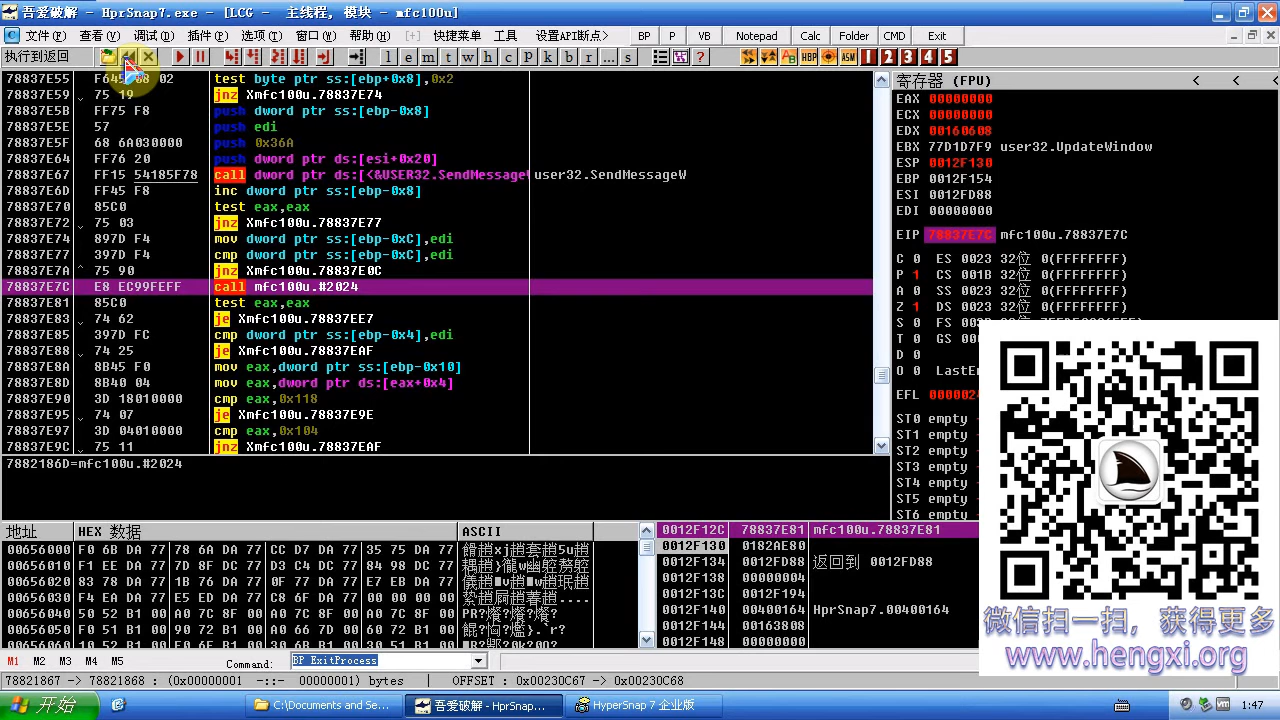 吾爱破解 - HprSnap7.exe - [LCG - 主线程, 模块 - mfc100u]
文件(F) 查看(V) 调试(D) 插件(P) 选项(T) 窗口(W) 帮助(H) [+] 快捷菜单 工具 设置API断点> BP P VB Notepad Calc Folder CMD Exit
执行到返回 l e m t w h c p k b r ... s ? HBP ASM 1 2 3 4 5
78837E55 02 test byte ptr ss:[ebp+0x8],0x2
78837E59 75 19 jnz Xmfc100u.78837E74
78837E5B FF75 F8 push dword ptr ss:[ebp-0x8]
78837E5E 57 push edi
78837E5F 68 6A030000 push 0x36A
78837E64 FF76 20 push dword ptr ds:[esi+0x20]
78837E67 FF15 54185F78 call dword ptr ds:[<&USER32.SendMessageW user32.SendMessageW
78837E6D FF45 F8 inc dword ptr ss:[ebp-0x8]
78837E70 85C0 test eax,eax
78837E72 75 03 jnz Xmfc100u.78837E77
78837E74 897D F4 mov dword ptr ss:[ebp-0xC],edi
78837E77 397D F4 cmp dword ptr ss:[ebp-0xC],edi
78837E7A ^ 75 90 jnz Xmfc100u.78837E0C
78837E7C E8 EC99FEFF call mfc100u.#2024
78837E81 85C0 test eax,eax
78837E83 74 62 je Xmfc100u.78837EE7
78837E85 397D FC cmp dword ptr ss:[ebp-0x4],edi
78837E88 74 25 je Xmfc100u.78837EAF
78837E8A 8B45 F0 mov eax,dword ptr ss:[ebp-0x10]
78837E8D 8B40 04 mov eax,dword ptr ds:[eax+0x4]
78837E90 3D 18010000 cmp eax,0x118
78837E95 74 07 je Xmfc100u.78837E9E
78837E97 3D 04010000 cmp eax,0x104
78837E9C 75 11 jnz Xmfc100u.78837EAF
7882186D=mfc100u.#2024
寄存器 (FPU) < < <
EAX 00000000
ECX 00000000
EDX 00160608
EBX 77D1D7F9 user32.UpdateWindow
ESP 0012F130
EBP 0012F154
ESI 0012FD88
EDI 00000000
EIP 78837E7C mfc100u.78837E7C
C 0 ES 0023 32位 0(FFFFFFFF)
P 1 CS 001B 32位 0(FFFFFFFF)
A 0 SS 0023 32位 0(FFFFFFFF)
Z 1 DS 0023 32位 0(FFFFFFFF)
S 0
T 0
D 0
O 0
EFL
ST0 empty
ST1 empty
ST2 empty
ST3 empty
ST4 empty
ST5 empty
ST6 empty
地址 HEX 数据 ASCII
00656000 F0 6B DA 77 78 6A DA 77 CC D7 DA 77 35 75 DA 77
00656010 F1 EE DA 77 7D 8F DC 77 D3 C4 DC 77 84 98 DC 77
00656020 83 78 DA 77 1B 76 DA 77 0F 77 DA 77 E7 EB DA 77
00656030 F4 EA DA 77 E5 ED DA 77 C8 6F DA 77 00 00 00 00
00656040 50 52 B1 00 A0 7C 8F 00 A0 7C 8F 00 A0 7C 8F 00
00656050 F0 51 B1 00 90 72 B1 00 A0 66 71 00 60 72 B1 00
0012F12C 78837E81 mfc100u.78837E81
0012F130 0182AE80
0012F134 0012FD88 返回到 0012FD88
0012F138 00000004
0012F13C 0012F194
0012F140 00400164 HprSnap7.00400164
0012F144 00163808
0012F148 00000000
微信扫一扫，获得更多
www.hengxi.org
M1 M2 M3 M4 M5 Command: BP ExitProcess
78821867 -> 78821868 : (0x00000001 -::- 00000001) bytes | OFFSET : 0x00230C67 -> 0x00230C68
开始 C:\Documents and Se... 吾爱破解 - HprSnap... HyperSnap 7 企业版 1:47